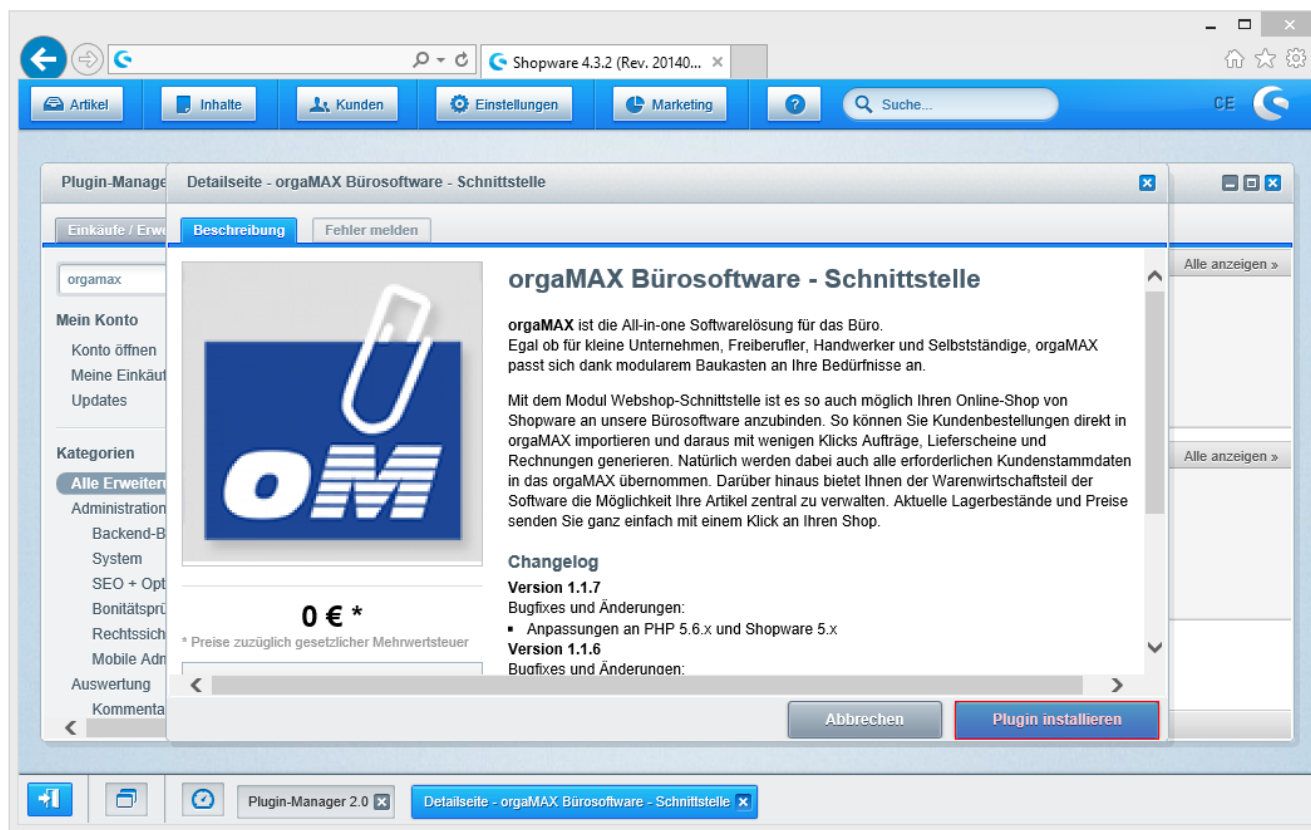 Shopware 4.3.2 (Rev. 20140...
Artikel Inhalte Kunden Einstellungen Marketing ? Suche... CE
Plugin-Manage
Detailseite - orgaMAX Bürosoftware - Schnittstelle
Einkäufe / Erwe
Beschreibung Fehler melden
orgamax
Mein Konto
Konto öffnen
Meine Einkäuf
Updates
Kategorien
Alle Erweiteru
Administration
Backend-B
System
SEO + Opt
Bonitätsprü
Rechtssich
Mobile Adn
Auswertung
Kommenta
oM
0 € *
* Preise zuzüglich gesetzlicher Mehrwertsteuer
orgaMAX Bürosoftware - Schnittstelle
orgaMAX ist die All-in-one Softwarelösung für das Büro.
Egal ob für kleine Unternehmen, Freiberufler, Handwerker und Selbstständige, orgaMAX
passt sich dank modularem Baukasten an Ihre Bedürfnisse an.
Mit dem Modul Webshop-Schnittstelle ist es so auch möglich Ihren Online-Shop von
Shopware an unsere Bürosoftware anzubinden. So können Sie Kundenbestellungen direkt in
orgaMAX importieren und daraus mit wenigen Klicks Aufträge, Lieferscheine und
Rechnungen generieren. Natürlich werden dabei auch alle erforderlichen Kundenstammdaten
in das orgaMAX übernommen. Darüber hinaus bietet Ihnen der Warenwirtschaftteil der
Software die Möglichkeit Ihre Artikel zentral zu verwalten. Aktuelle Lagerbestände und Preise
senden Sie ganz einfach mit einem Klick an Ihren Shop.
Changelog
Version 1.1.7
Bugfixes und Änderungen:
▪ Anpassungen an PHP 5.6.x und Shopware 5.x
Version 1.1.6
Bugfixes und Änderungen:
Alle anzeigen »
Alle anzeigen »
Abbrechen Plugin installieren
Plugin-Manager 2.0
Detailseite - orgaMAX Bürosoftware - Schnittstelle